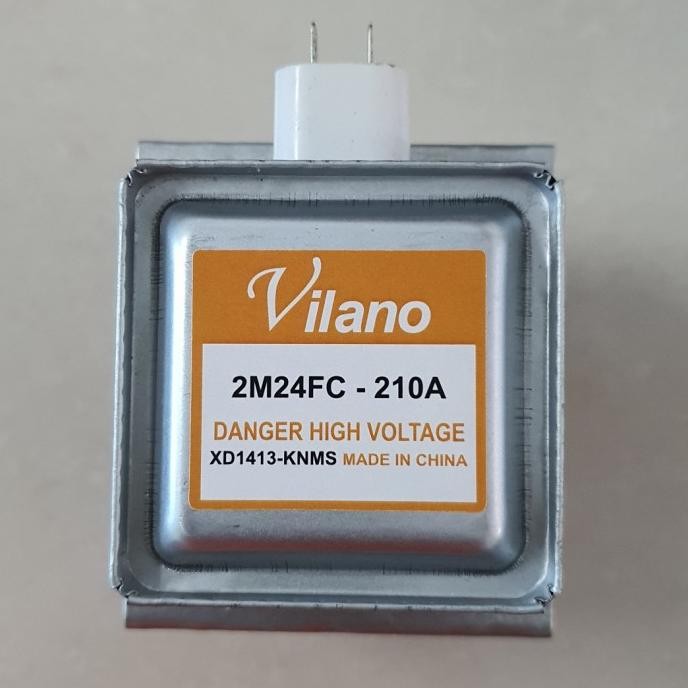 Vilano
2M24FC - 210A
DANGER HIGH VOLTAGE
XD1413-KNMS MADE IN CHINA